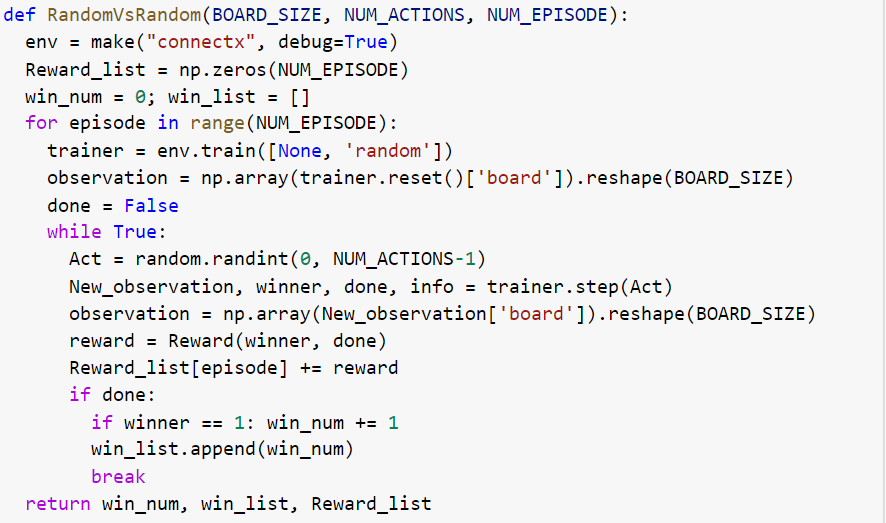 def RandomVsRandom(BOARD_SIZE, NUM_ACTIONS, NUM_EPISODE):
  env = make("connectx", debug=True)
  Reward_list = np.zeros(NUM_EPISODE)
  win_num = 0; win_list = []
  for episode in range(NUM_EPISODE):
    trainer = env.train([None, 'random'])
    observation = np.array(trainer.reset()['board']).reshape(BOARD_SIZE)
    done = False
    while True:
      Act = random.randint(0, NUM_ACTIONS-1)
      New_observation, winner, done, info = trainer.step(Act)
      observation = np.array(New_observation['board']).reshape(BOARD_SIZE)
      reward = Reward(winner, done)
      Reward_list[episode] += reward
      if done:
        if winner == 1: win_num += 1
        win_list.append(win_num)
        break
  return win_num, win_list, Reward_list